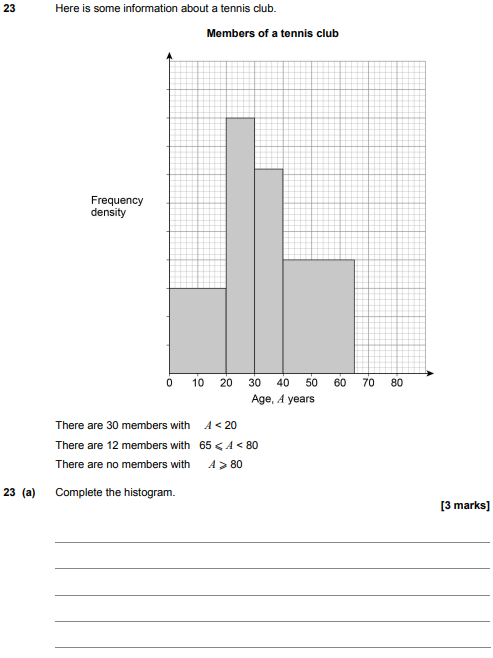 23 Here is some information about a tennis club.
Members of a tennis club
Frequency
density
0 10 20 30 40 50 60 70 80
Age, A years
There are 30 members with A < 20
There are 12 members with 65 ⩽ A < 80
There are no members with A ⩾ 80
23 (a) Complete the histogram.
[3 marks]